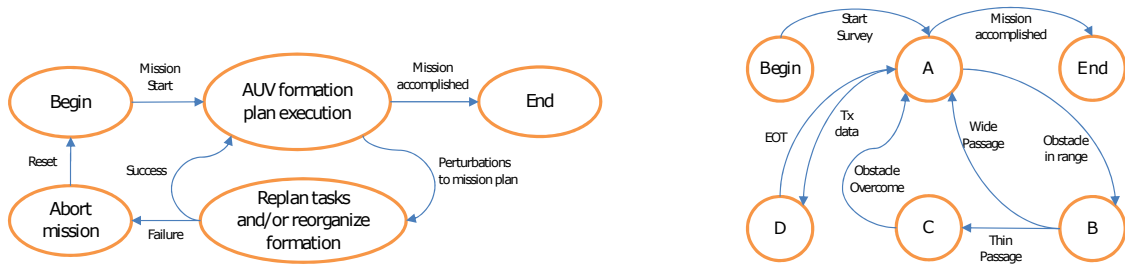 Mission
Start
Begin
AUV formation
plan execution
Mission
accomplished
End
Reset
Success
Perturbations
to mission plan
Abort
mission
Failure
Replan tasks
and/or reorganize
formation
Start
Survey
Mission
accomplished
Begin
A
End
EOT
Tx
data
Wide
Passage
Obstacle
in range
Obstacle
Overcome
D
C
B
Thin
Passage